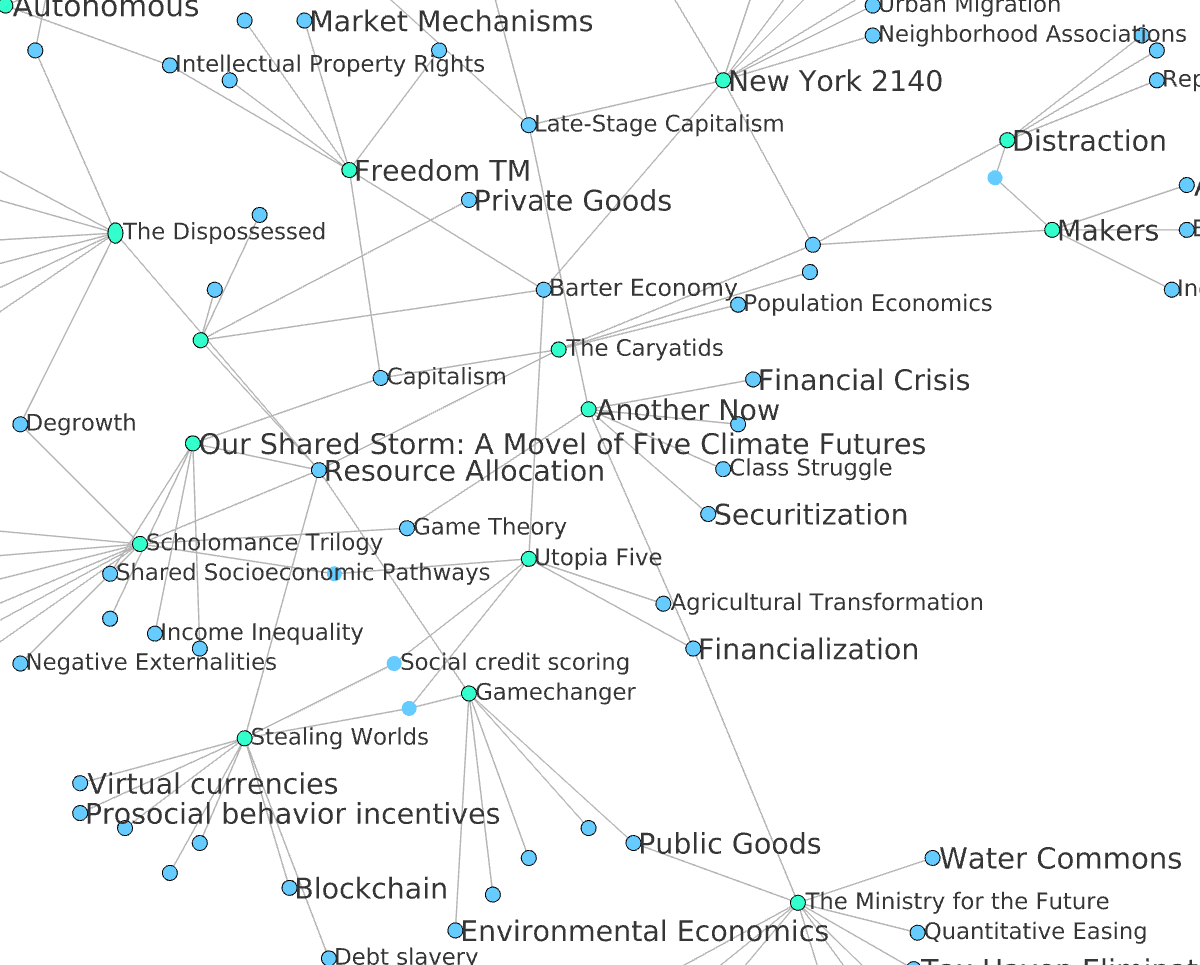 Autonomous
Urban Migration
Market Mechanisms
Neighborhood Associations
Intellectual Property Rights
New York 2140
Late-Stage Capitalism
Distraction
Freedom TM
Private Goods
The Dispossessed
Makers
Barter Economy
Population Economics
The Caryatids
Capitalism
Financial Crisis
Another Now
Degrowth
Our Shared Storm: A Movel of Five Climate Futures
Resource Allocation
Class Struggle
Securitization
Game Theory
Scholomance Trilogy
Utopia Five
Shared Socioeconomic Pathways
Agricultural Transformation
Income Inequality
Financialization
Negative Externalities
Social credit scoring
Gamechanger
Stealing Worlds
Virtual currencies
Prosocial behavior incentives
Public Goods
Water Commons
Blockchain
The Ministry for the Future
Environmental Economics
Quantitative Easing
Debt slavery
Tax Haven